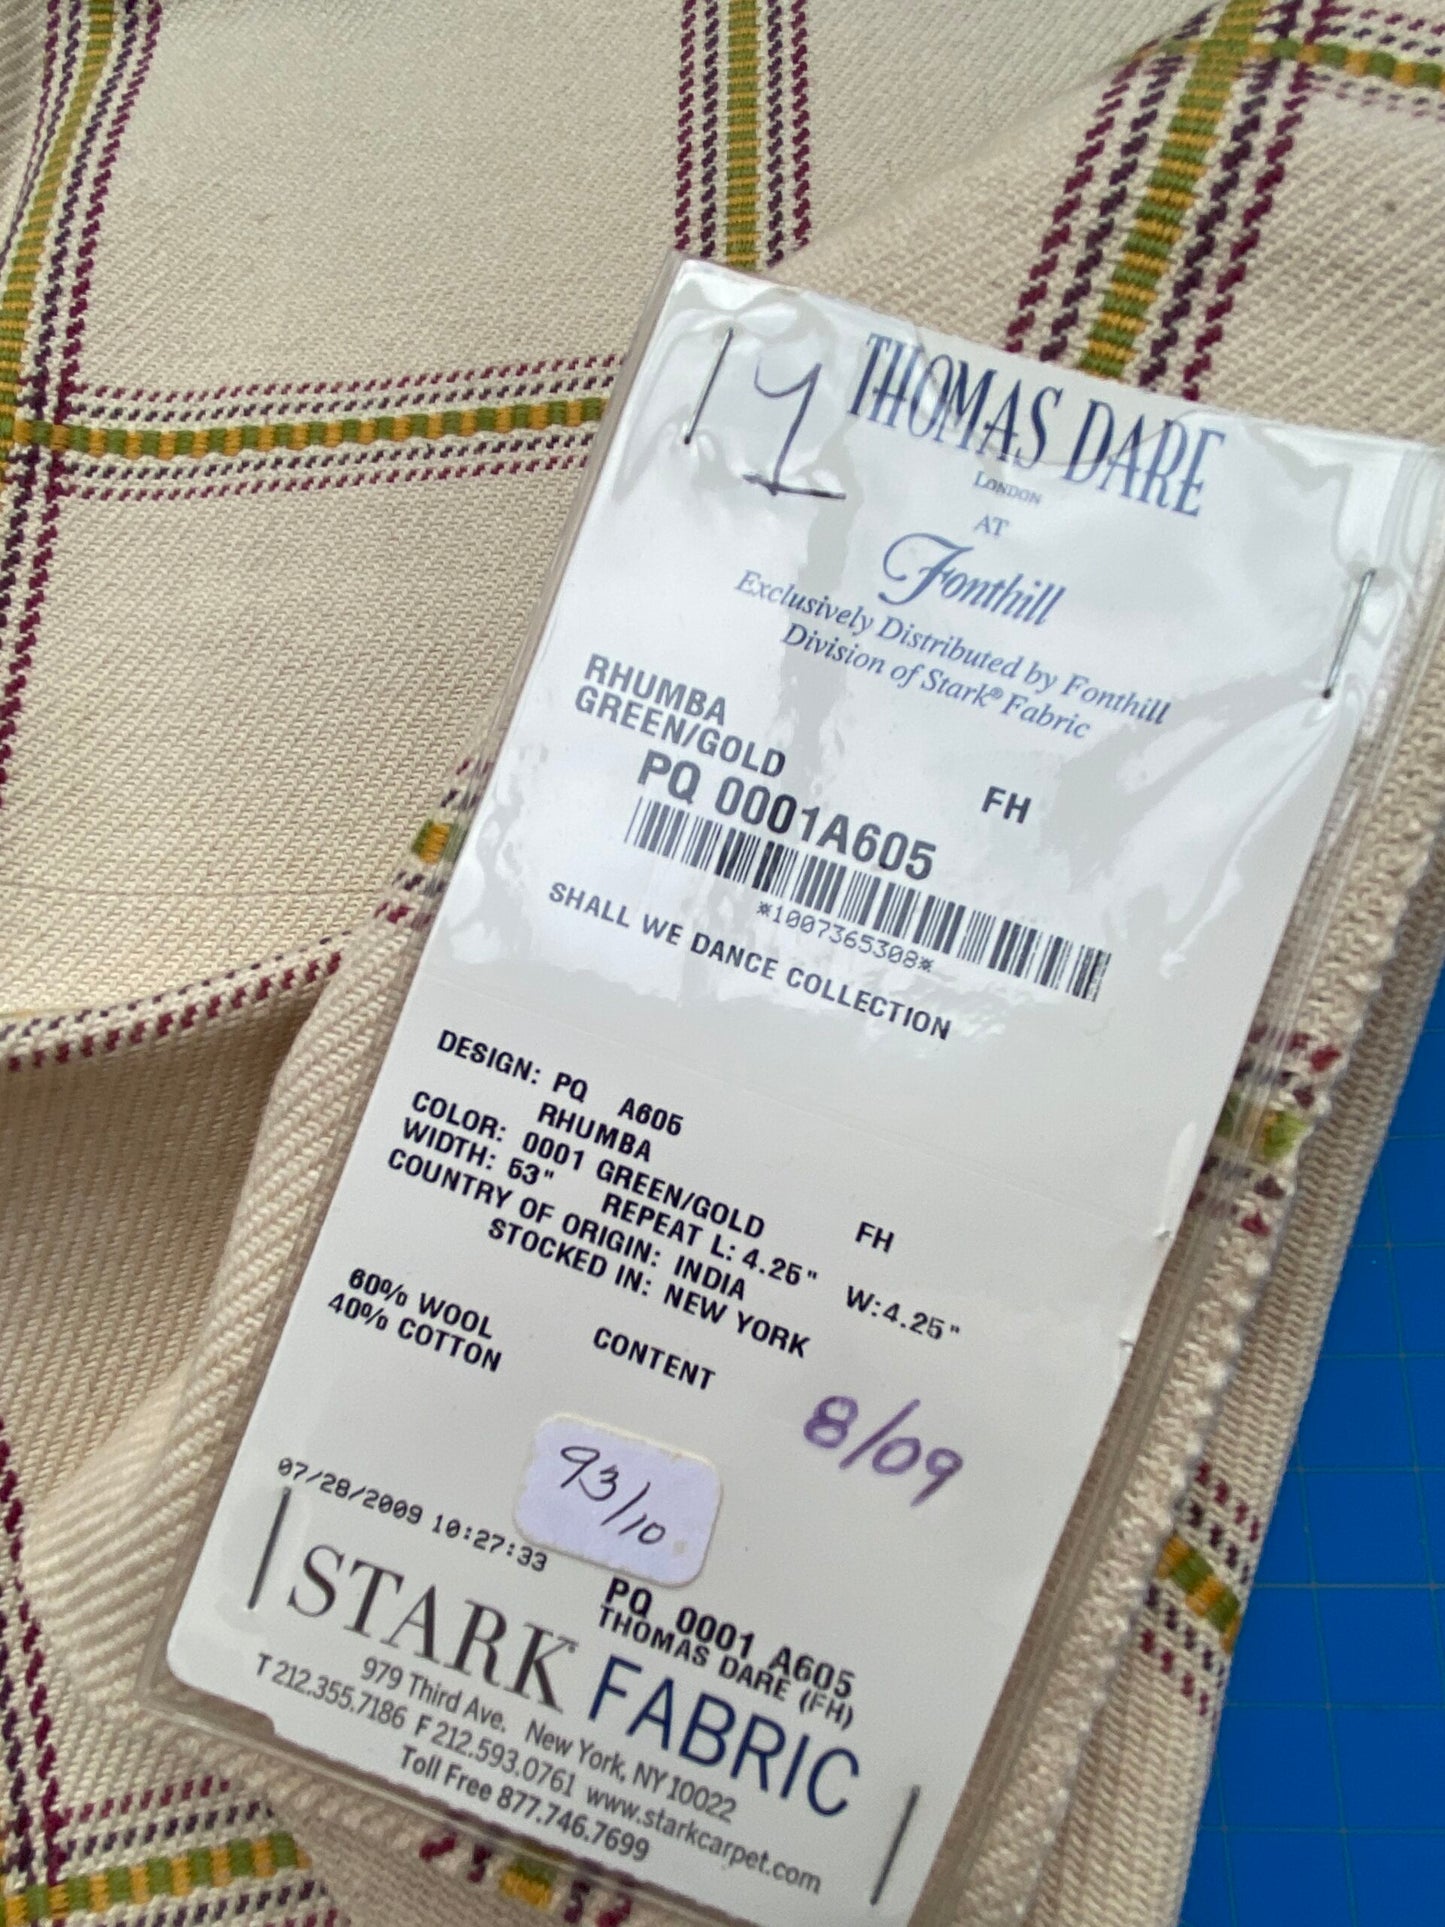 1
THOMAS DARE
LONDON
AT
Fonthill
Exclusively Distributed by Fonthill
Division of Stark® Fabric
RHUMBA
GREEN/GOLD
FH
PQ 0001A605
*1007365308*
SHALL WE DANCE COLLECTION
DESIGN: PQ A605
RHUMBA
COLOR: 0001 GREEN/GOLD FH
WIDTH: 53" REPEAT L: 4.25" W:4.25"
COUNTRY OF ORIGIN: INDIA
STOCKED IN: NEW YORK
CONTENT
60% WOOL
40% COTTON
8/09
93/10
07/28/2009 10:27:33
PQ 0001 A605
THOMAS DARE (FH)
STARK® FABRIC
979 Third Ave. New York, NY 10022
T 212.355.7186 F 212.593.0761 www.starkcarpet.com
Toll Free 877.746.7699